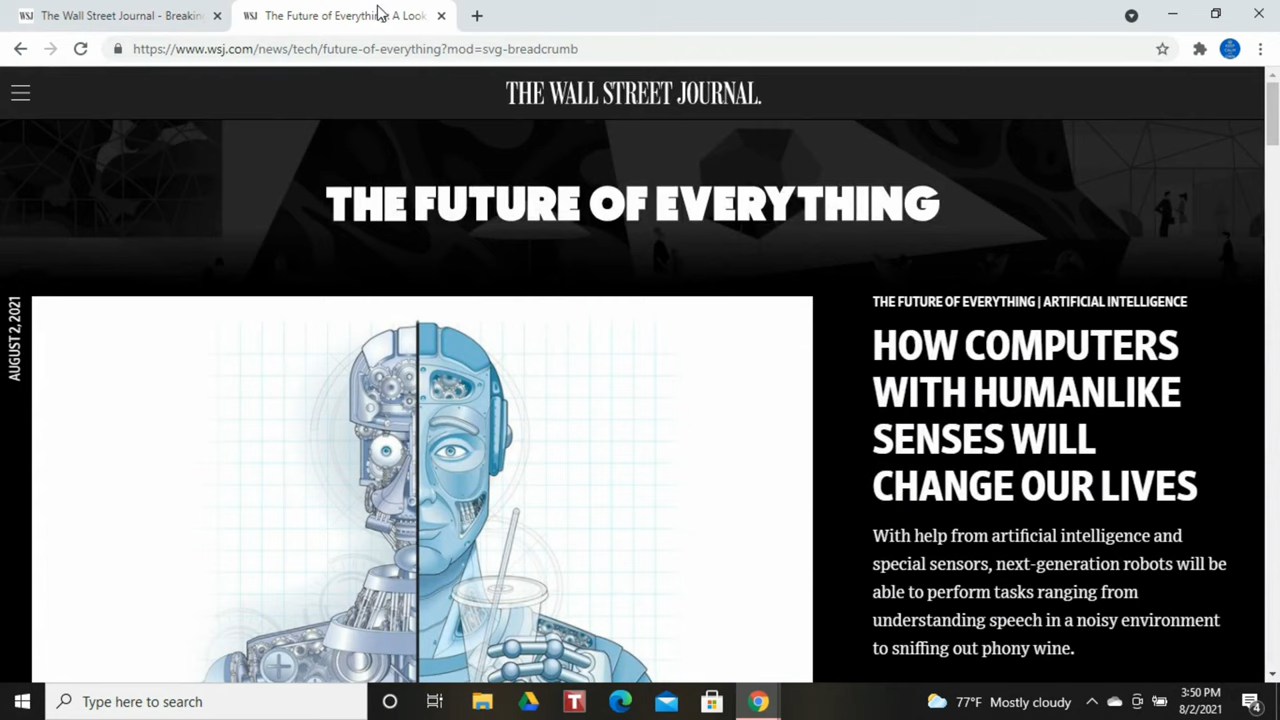 WSJ The Wall Street Journal - Breakin
WSJ The Future of Everything: A Look
https://www.wsj.com/news/tech/future-of-everything?mod=svg-breadcrumb
THE WALL STREET JOURNAL.
THE FUTURE OF EVERYTHING
AUGUST 2, 2021
THE FUTURE OF EVERYTHING | ARTIFICIAL INTELLIGENCE
HOW COMPUTERS
WITH HUMANLIKE
SENSES WILL
CHANGE OUR LIVES
With help from artificial intelligence and
special sensors, next-generation robots will be
able to perform tasks ranging from
understanding speech in a noisy environment
to sniffing out phony wine.
Type here to search
T
77°F Mostly cloudy
3:50 PM
8/2/2021
4